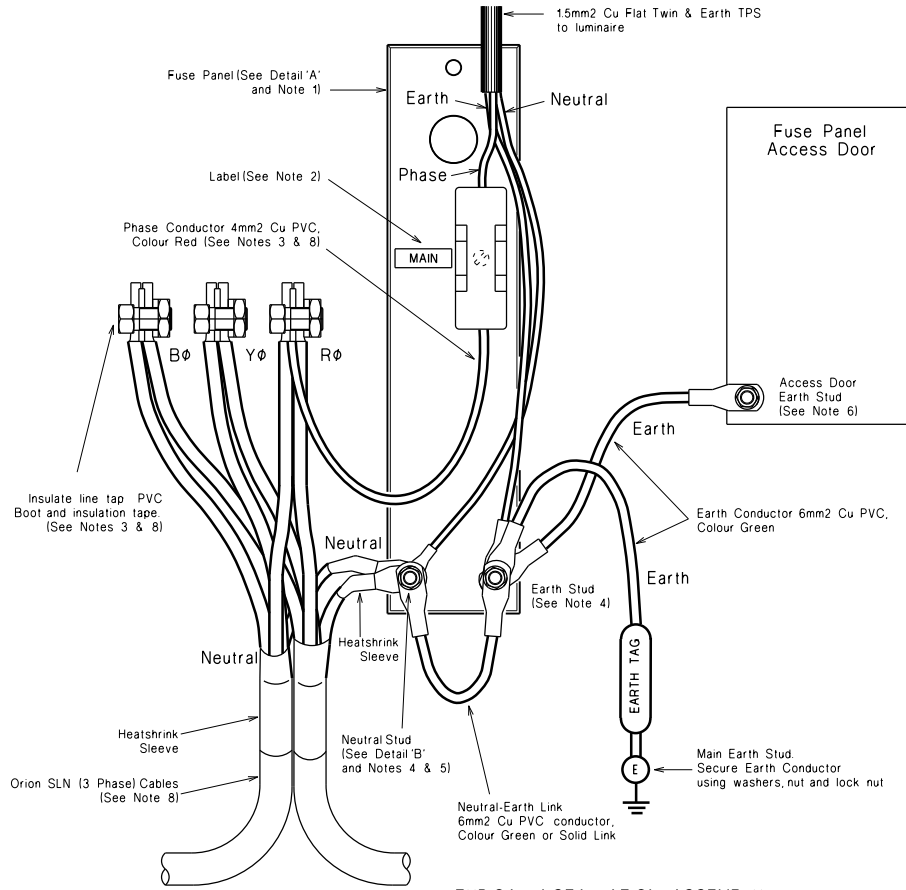 1.5mm2 Cu Flat Twin & Earth TPS
to luminaire
Fuse Panel (See Detail 'A'
and Note 1)
Earth
Neutral
Fuse Panel
Access Door
Label (See Note 2)
Phase
Phase Conductor 4mm2 Cu PVC,
Colour Red (See Notes 3 & 8)
MAIN
BØ
YØ
RØ
Access Door
Earth Stud
(See Note 6)
Earth
Insulate line tap PVC
Boot and insulation tape.
(See Notes 3 & 8)
Earth Conductor 6mm2 Cu PVC,
Colour Green
Neutral
Earth
Earth Stud
(See Note 4)
Heatshrink
Sleeve
Neutral
EARTH TAG
Heatshrink
Sleeve
Neutral Stud
(See Detail 'B'
and Notes 4 & 5)
Main Earth Stud.
Secure Earth Conductor
using washers, nut and lock nut
E
Orion SLN (3 Phase) Cables
(See Note 8)
Neutral-Earth Link
6mm2 Cu PVC conductor,
Colour Green or Solid Link